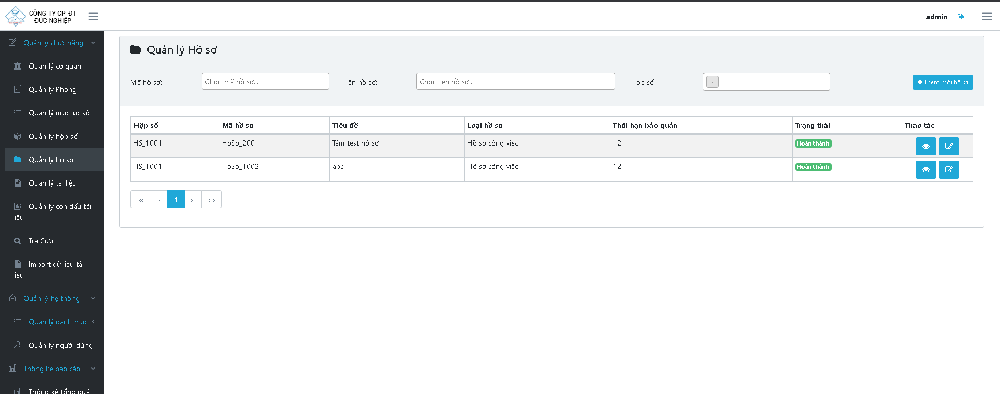 CÔNG TY CP-ĐT
ĐỨC NGHIỆP
admin
Quản lý chức năng
Quản lý cơ quan
Quản lý Phông
Quản lý mục lục số
Quản lý hộp số
Quản lý hồ sơ
Quản lý tài liệu
Quản lý con dấu tài
liệu
Tra Cứu
Import dữ liệu tài
liệu
Quản lý hệ thống
Quản lý danh mục
Quản lý người dùng
Thống kê báo cáo
Thống kê tổng quát
Quản lý Hồ sơ
Mã hồ sơ: Chọn mã hồ sơ... Tên hồ sơ: Chọn tên hồ sơ... Hộp số: × Thêm mới hồ sơ
Hộp số Mã hồ sơ Tiêu đề Loại hồ sơ Thời hạn bảo quản Trạng thái Thao tác
HS_1001 HoSo_2001 Tâm test hồ sơ Hồ sơ công việc 12 Hoàn thành
HS_1001 HoSo_1002 abc Hồ sơ công việc 12 Hoàn thành
«« « 1 » »»